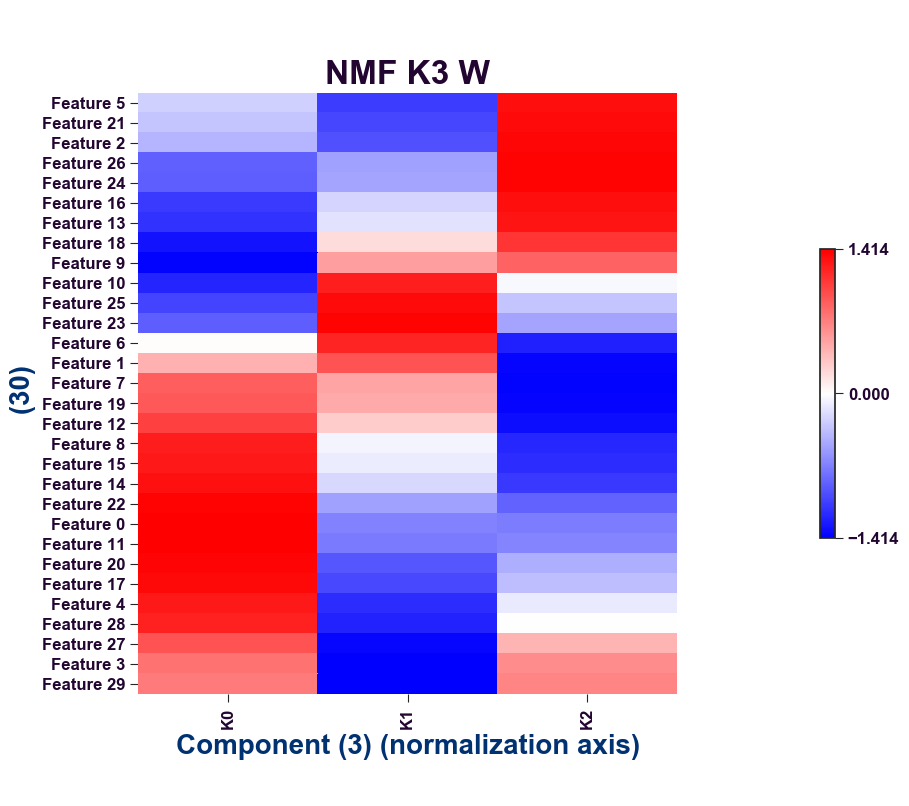 NMF K3 W
Feature 5
Feature 21
Feature 2
Feature 26
Feature 24
Feature 16
Feature 13
Feature 18
Feature 9
Feature 10
Feature 25
Feature 23
Feature 6
Feature 1
Feature 7
Feature 19
Feature 12
Feature 8
Feature 15
Feature 14
Feature 22
Feature 0
Feature 11
Feature 20
Feature 17
Feature 4
Feature 28
Feature 27
Feature 3
Feature 29
(30)
K0
K1
K2
Component (3) (normalization axis)
1.414
0.000
−1.414